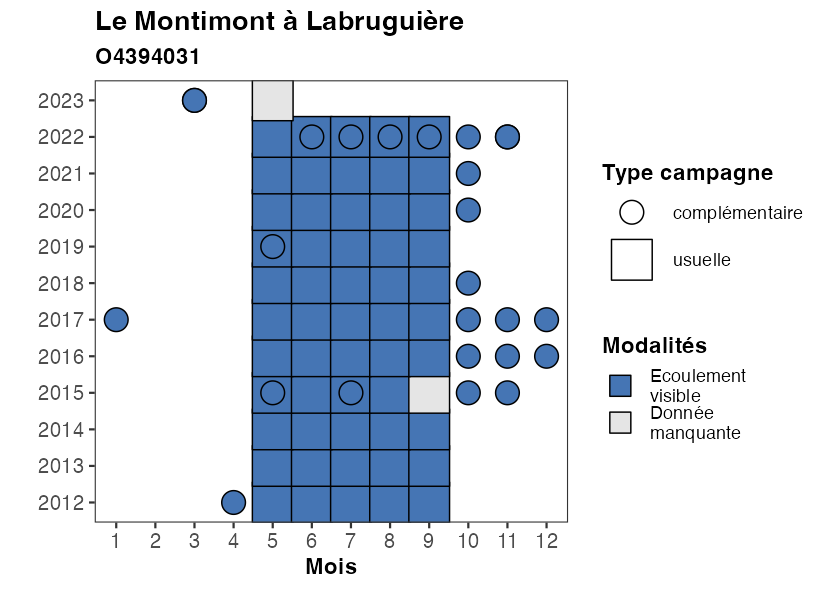 Le Montimont à Labruguière
O4394031
2023
2022
2021
2020
2019
2018
2017
2016
2015
2014
2013
2012
1 2 3 4 5 6 7 8 9 10 11 12
Mois
Type campagne
complémentaire
usuelle
Modalités
Ecoulement
visible
Donnée
manquante